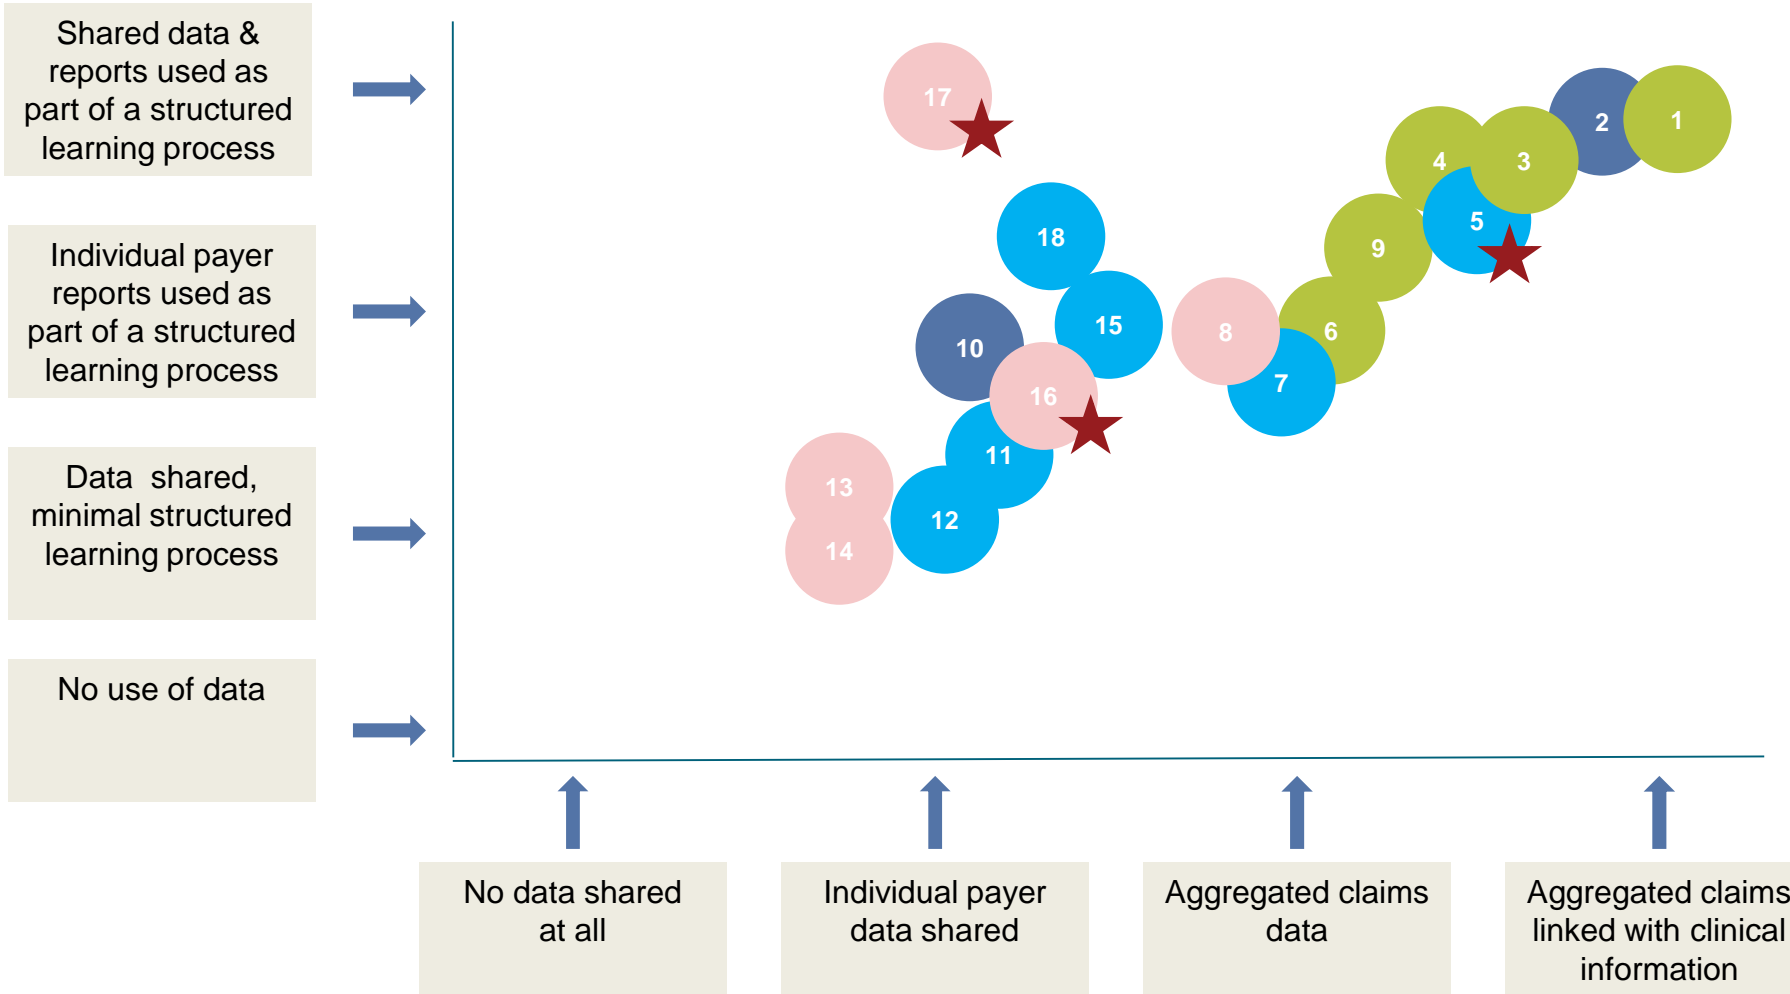 Shared data &
reports used as
part of a structured
learning process
Individual payer
reports used as
part of a structured
learning process
Data  shared,
minimal structured
learning process
No use of data
17
2
1
4
3
5
18
9
15
8
6
10
7
16
11
13
12
14
No data shared
at all
Individual payer
data shared
Aggregated claims
data
Aggregated claims
linked with clinical
information